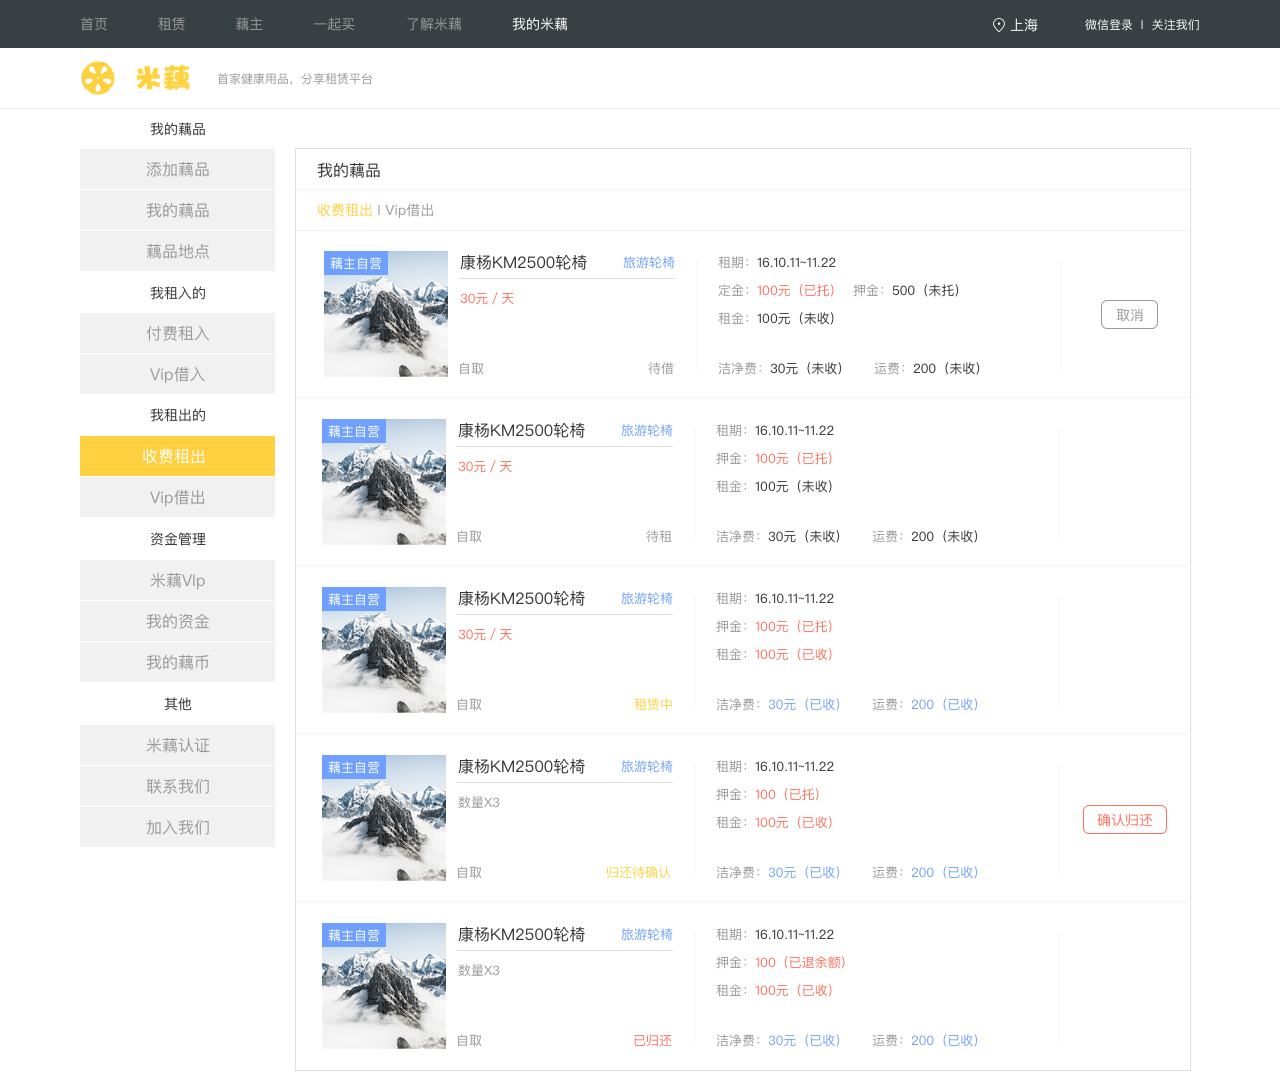 首页 租赁 藕主 一起买 了解米藕 我的米藕 上海 微信登录 | 关注我们
米藕 首家健康用品，分享租赁平台
我的藕品
添加藕品
我的藕品
藕品地点
我租入的
付费租入
Vip借入
我租出的
收费租出
Vip借出
资金管理
米藕VIp
我的资金
我的藕币
其他
米藕认证
联系我们
加入我们
我的藕品
收费租出 | Vip借出
藕主自营 康杨KM2500轮椅 旅游轮椅 租期：16.10.11~11.22
定金：100元（已托） 押金：500（未托）
30元 / 天
租金：100元（未收）
取消
自取 待借 洁净费：30元（未收） 运费：200（未收）
藕主自营 康杨KM2500轮椅 旅游轮椅 租期：16.10.11~11.22
押金：100元（已托）
30元 / 天
租金：100元（未收）
自取 待租 洁净费：30元（未收） 运费：200（未收）
藕主自营 康杨KM2500轮椅 旅游轮椅 租期：16.10.11~11.22
押金：100元（已托）
30元 / 天
租金：100元（已收）
自取 租赁中 洁净费：30元（已收） 运费：200（已收）
藕主自营 康杨KM2500轮椅 旅游轮椅 租期：16.10.11~11.22
押金：100（已托）
数量X3
租金：100元（已收）
确认归还
自取 归还待确认 洁净费：30元（已收） 运费：200（已收）
藕主自营 康杨KM2500轮椅 旅游轮椅 租期：16.10.11~11.22
押金：100（已退余额）
数量X3
租金：100元（已收）
自取 已归还 洁净费：30元（已收） 运费：200（已收）